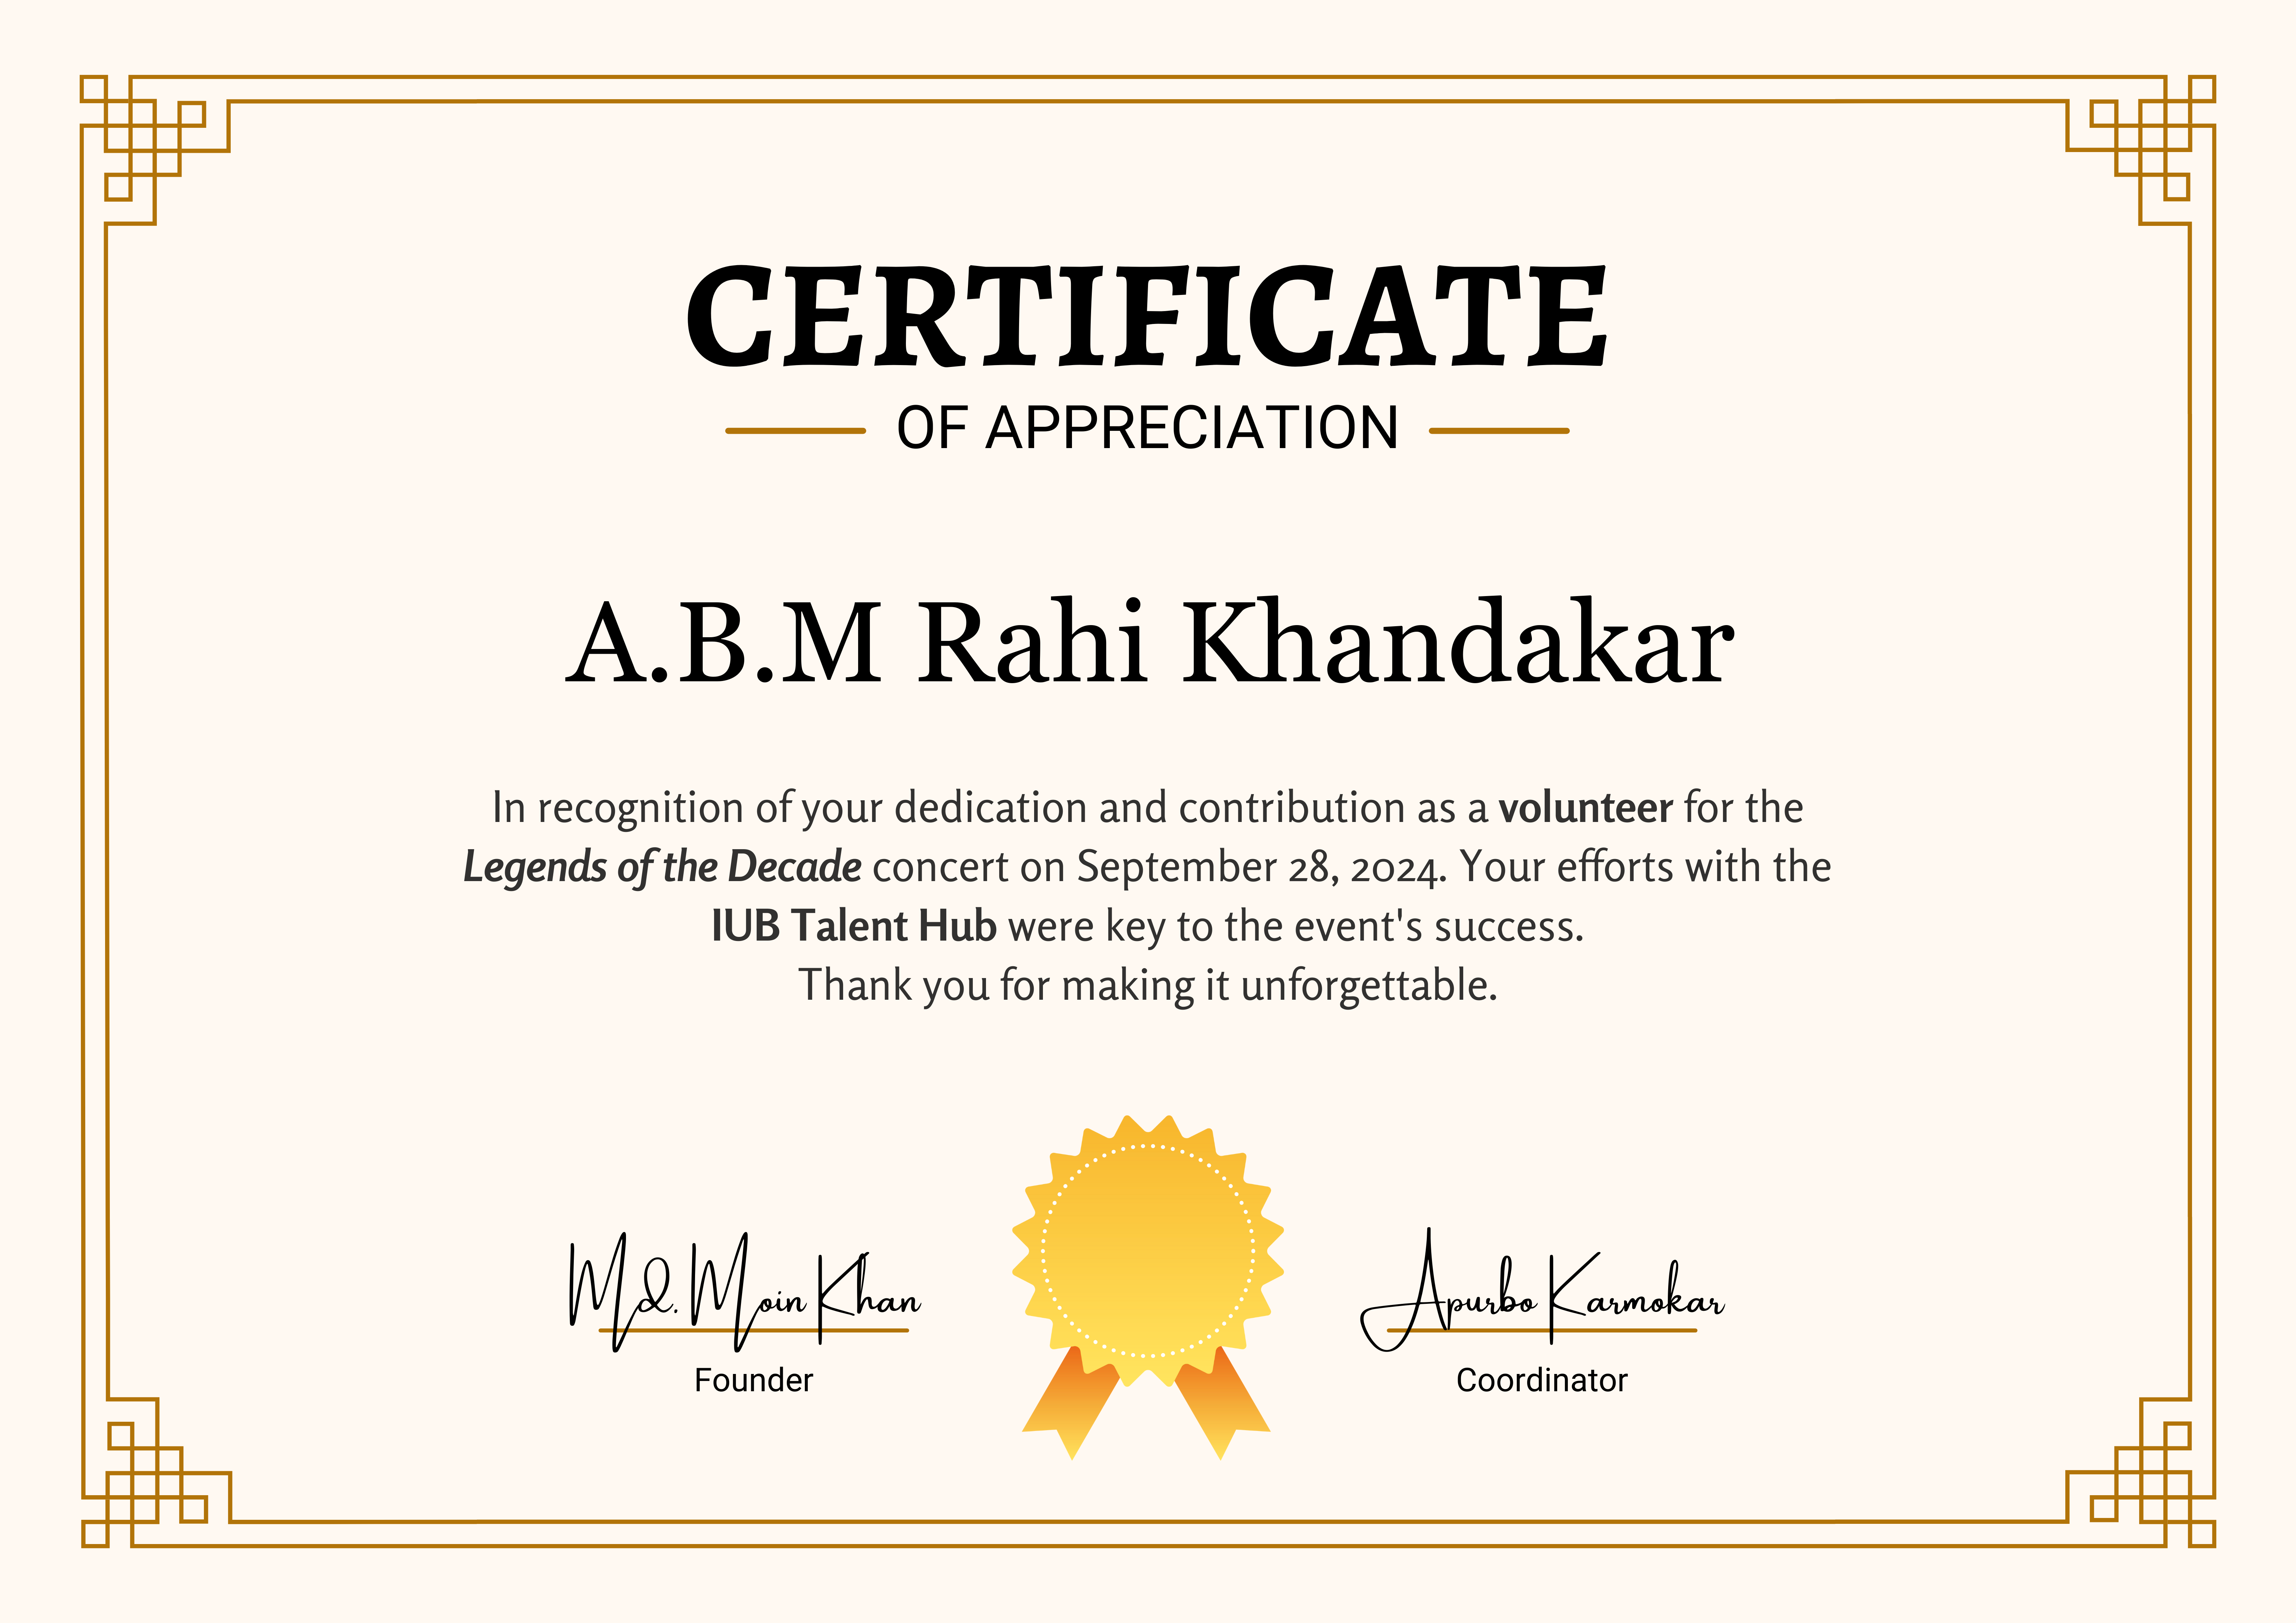 CERTIFICATE
OF APPRECIATION
A.B.M Rahi Khandakar
In recognition of your dedication and contribution as a volunteer for the
Legends of the Decade concert on September 28, 2024. Your efforts with the
IUB Talent Hub were key to the event's success.
Thank you for making it unforgettable.
Md. Moin Khan
Founder
Apurbo Karmokar
Coordinator